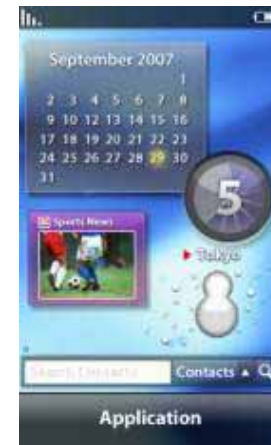 September 2007
1
2 3 4 5 6 7 8
9 10 12 13 14 15 16
17 18 19 20 21 22 23
24 25 26 27 28 29 30
31
5
Sports News
Tokyo
Search Contacts
Contacts
Application